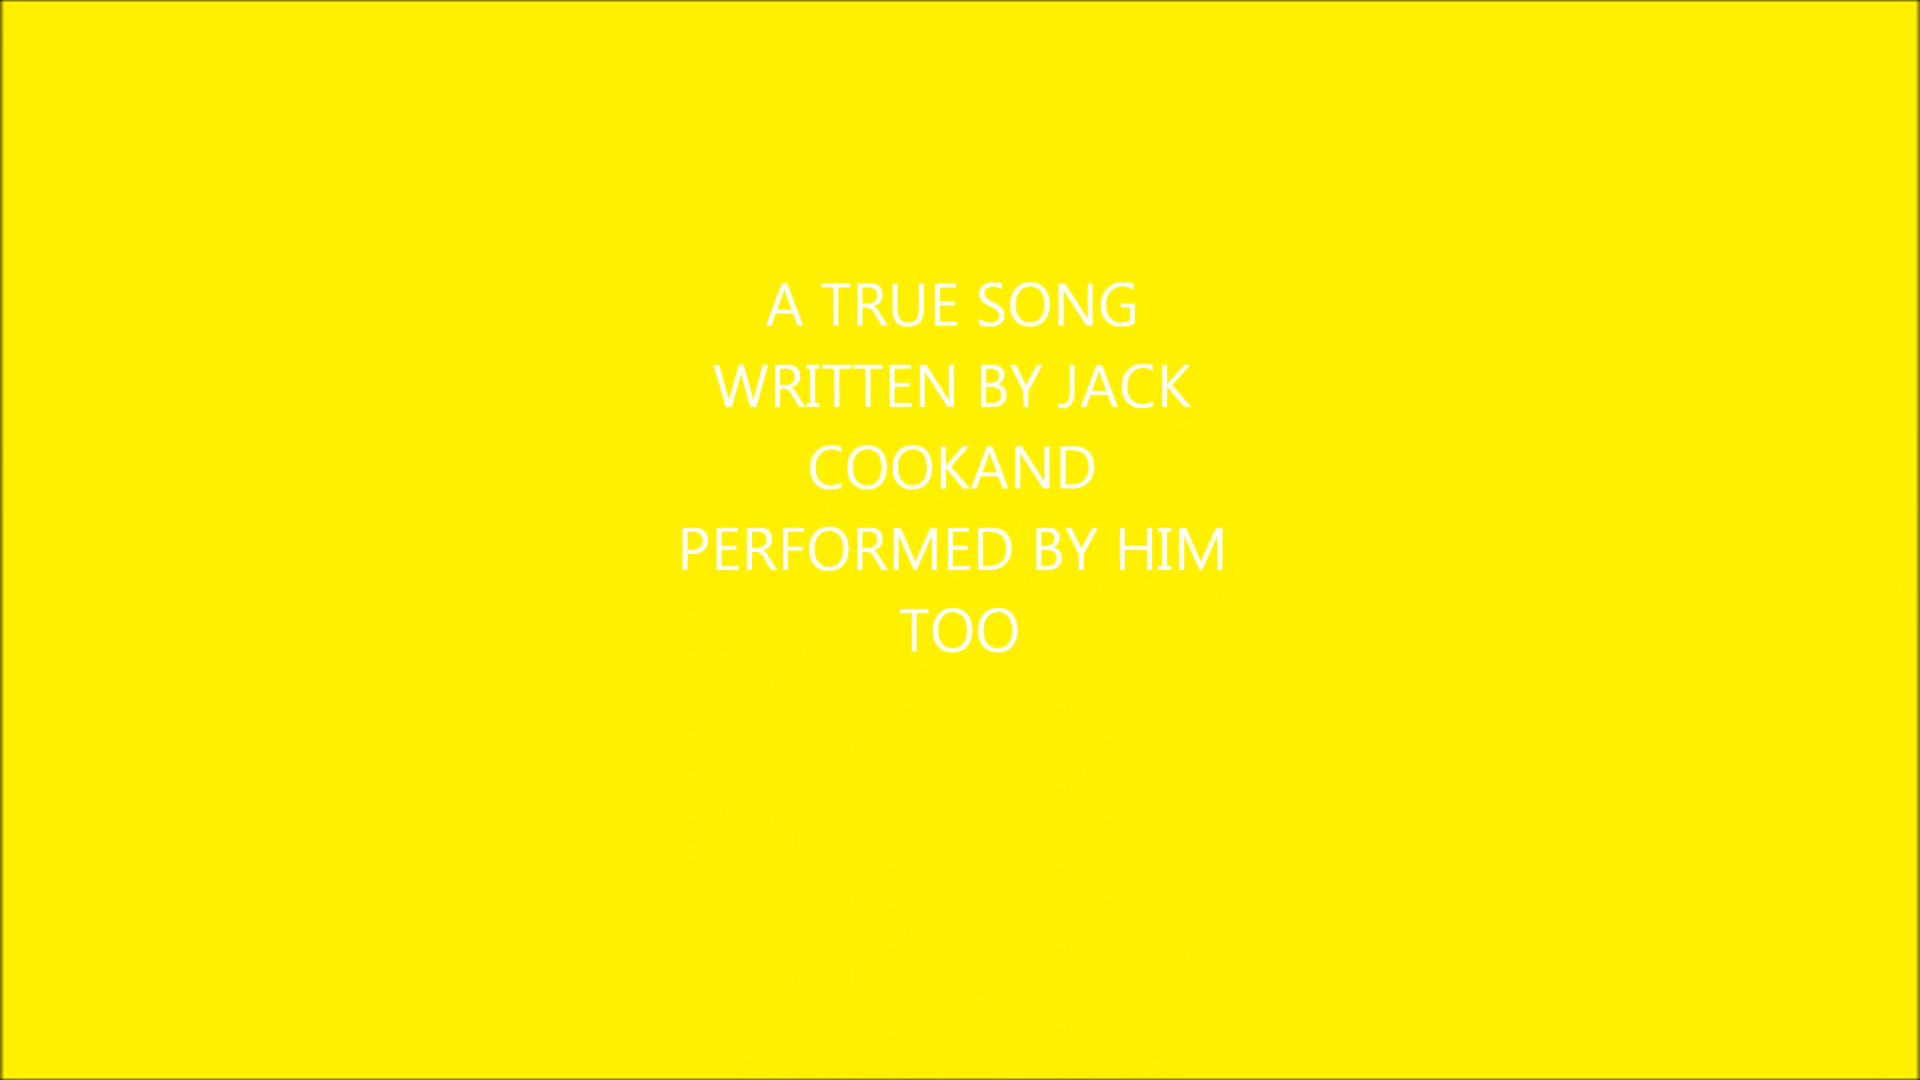 A TRUE SONG
WRITTEN BY JACK
COOKAND
PERFORMED BY HIM
TOO